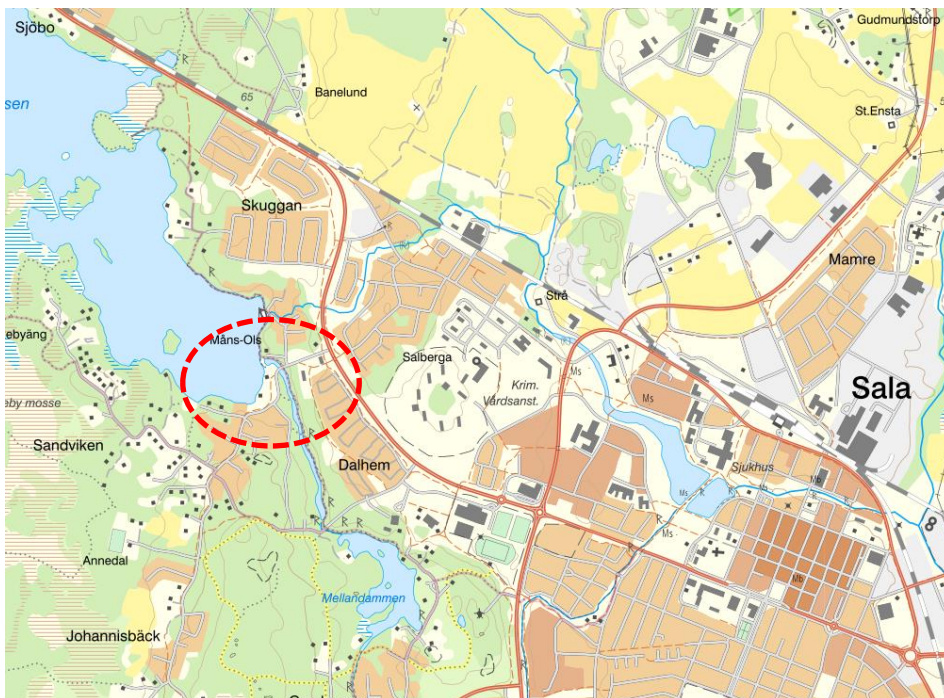 Sjöbo
Gudmundstorp
65
Banelund
sen
St.Ensta
Skuggan
Mamre
Strå
Måns-Ols
ebyäng
Salberga
Krim.
Vårdsanst.
Ms
Sala
eby mosse
Ms
Sandviken
Dalhem
Sjukhus
Mb
Ms
8
Ms
Annedal
Mb
Mellandammen
Johannisbäck